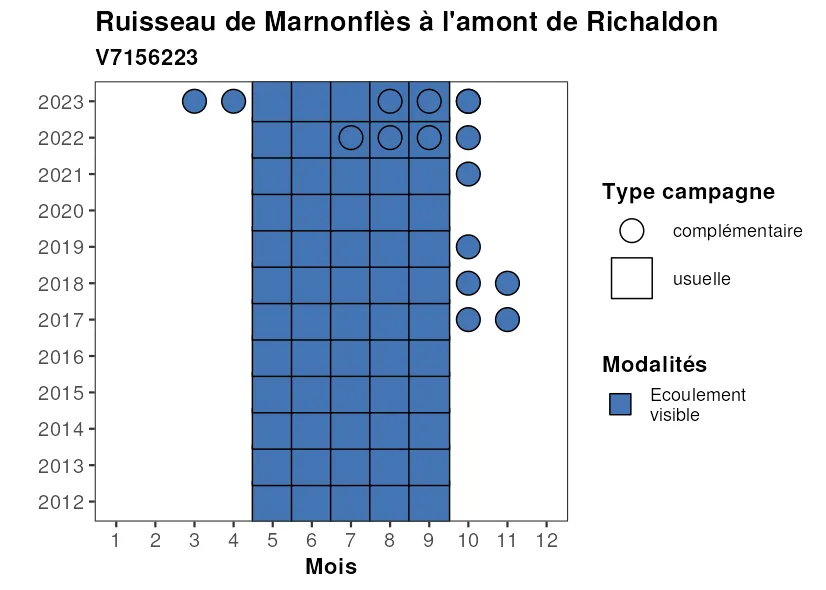 Ruisseau de Marnonflès à l'amont de Richaldon
V7156223
2023
2022
2021
2020
2019
2018
2017
2016
2015
2014
2013
2012
1 2 3 4 5 6 7 8 9 10 11 12
Mois
Type campagne
complémentaire
usuelle
Modalités
Ecoulement
visible